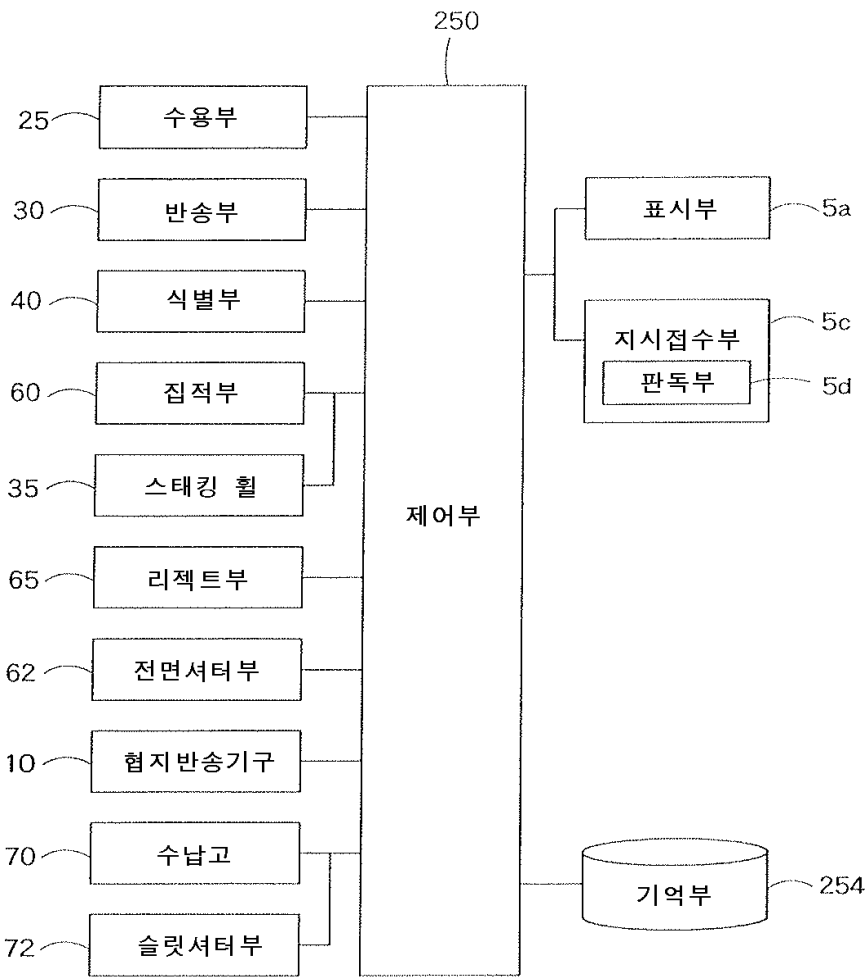 250
25 수용부
30 반송부
40 식별부
60 집적부
35 스태킹 휠
65 리젝트부
62 전면셔터부
10 협지반송기구
70 수납고
72 슬릿셔터부
제어부
표시부 5a
5c
지시접수부
판독부 5d
기억부 254